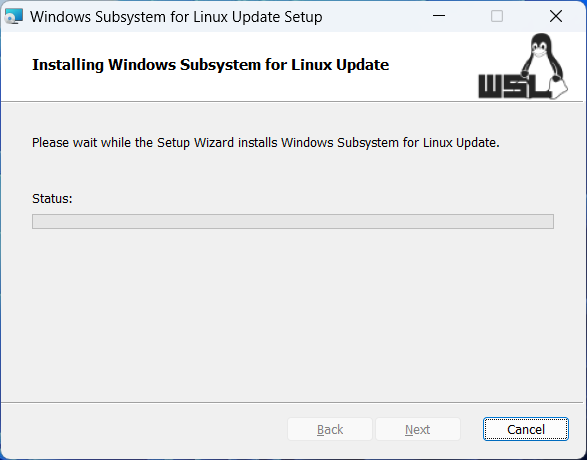 Windows Subsystem for Linux Update Setup
Installing Windows Subsystem for Linux Update
WSL
Please wait while the Setup Wizard installs Windows Subsystem for Linux Update.
Status:
Back
Next
Cancel